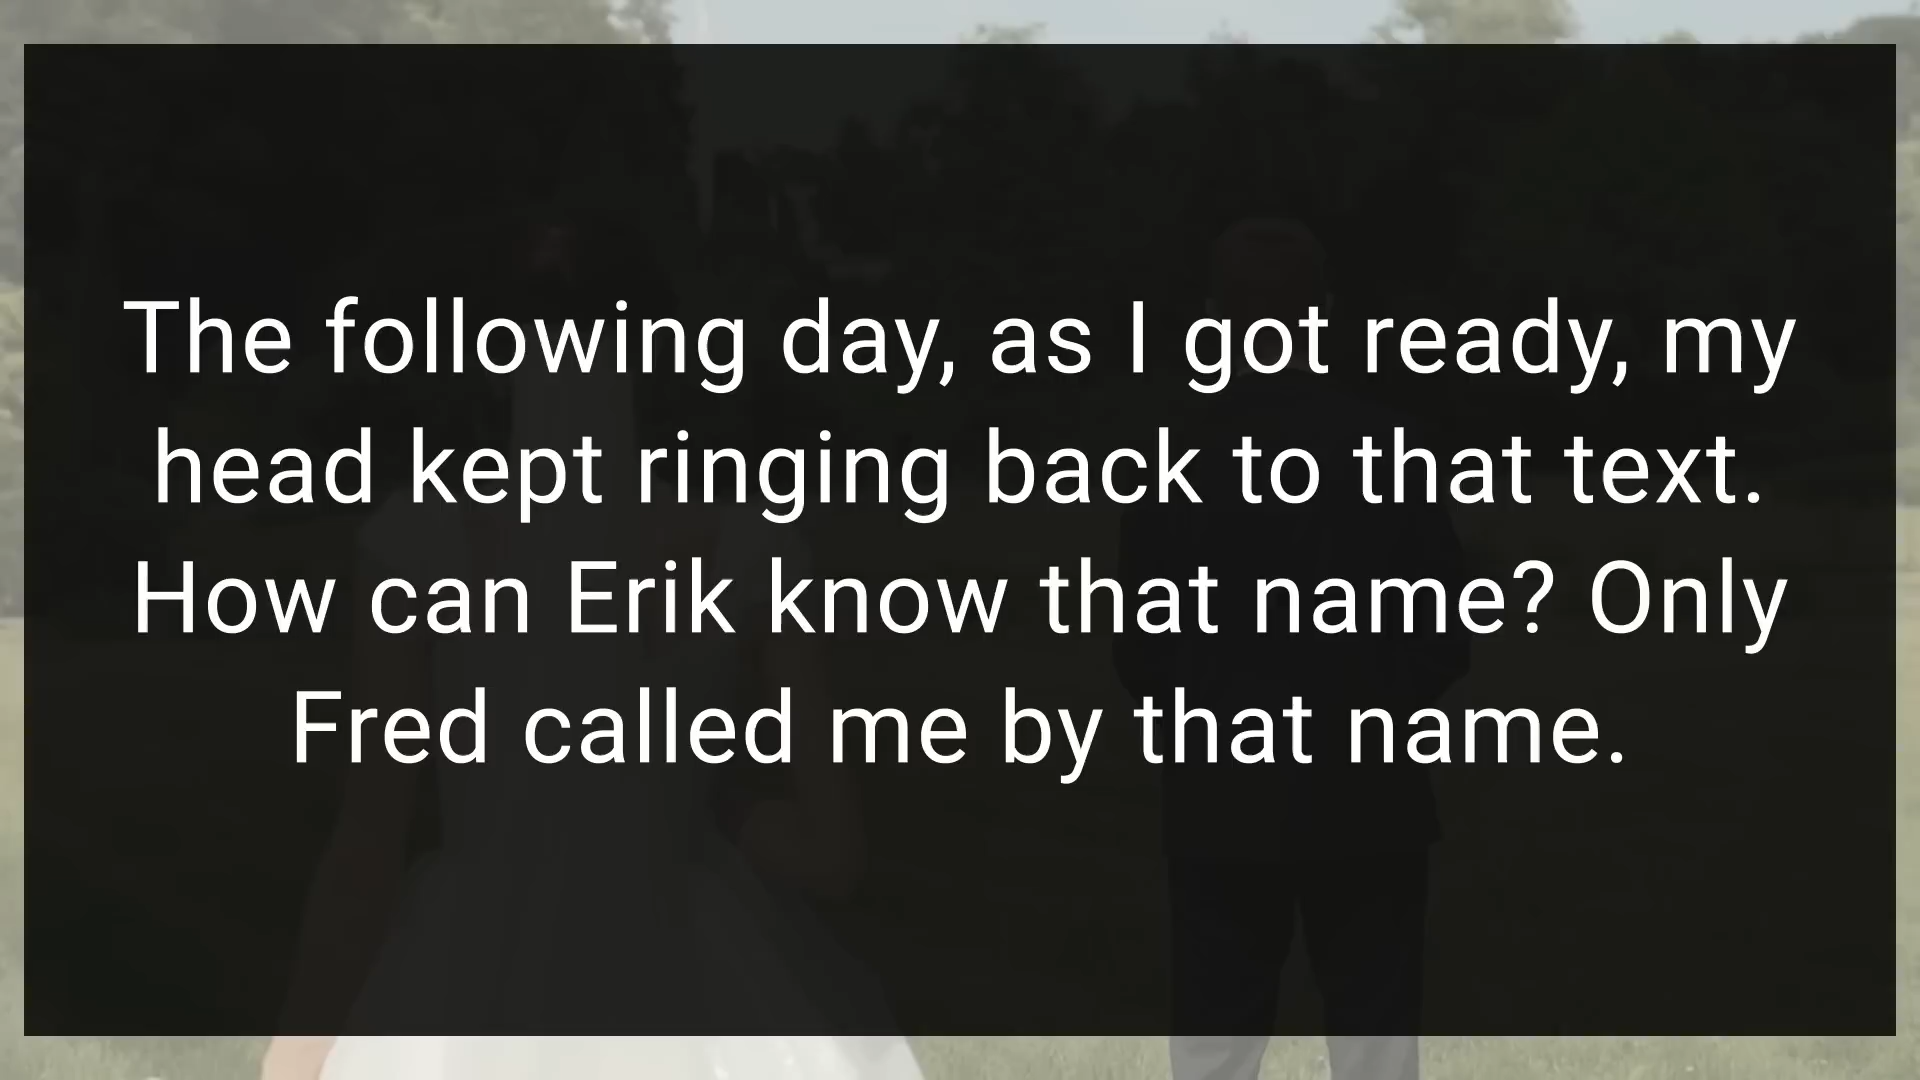 The following day, as I got ready, my
head kept ringing back to that text.
How can Erik know that name? Only
Fred called me by that name.